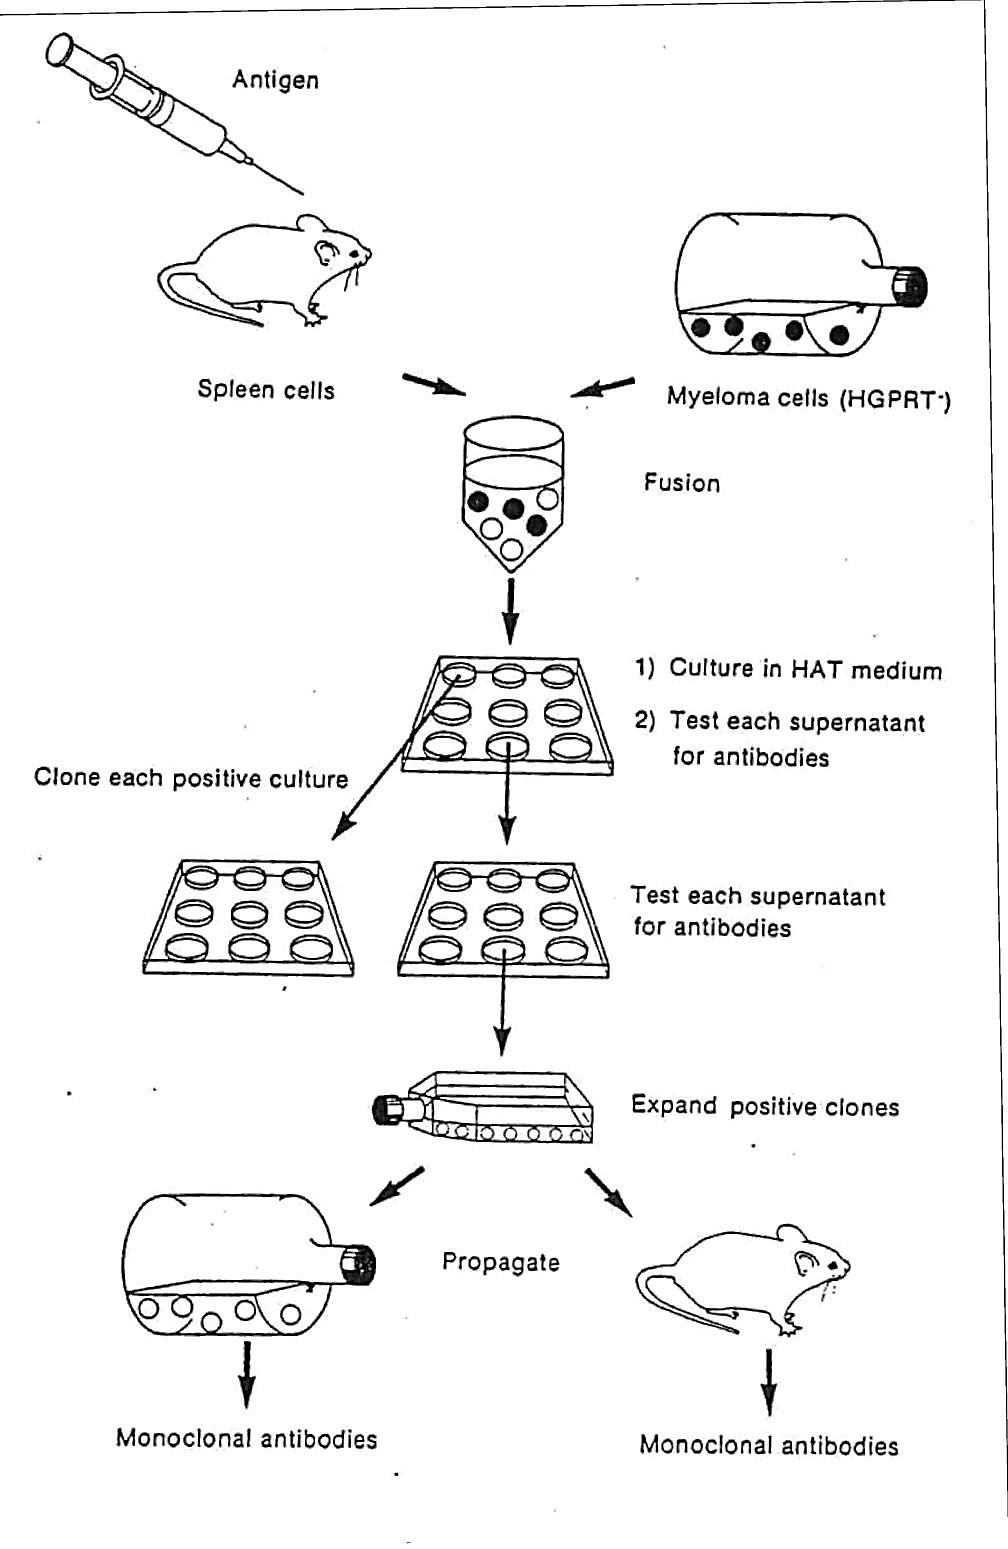 Antigen
Spleen cells
Myeloma cells (HGPRT-)
Fusion
1) Culture in HAT medium
2) Test each supernatant
for antibodies
Clone each positive culture
Test each supernatant
for antibodies
Expand positive clones
Propagate
Monoclonal antibodies
Monoclonal antibodies